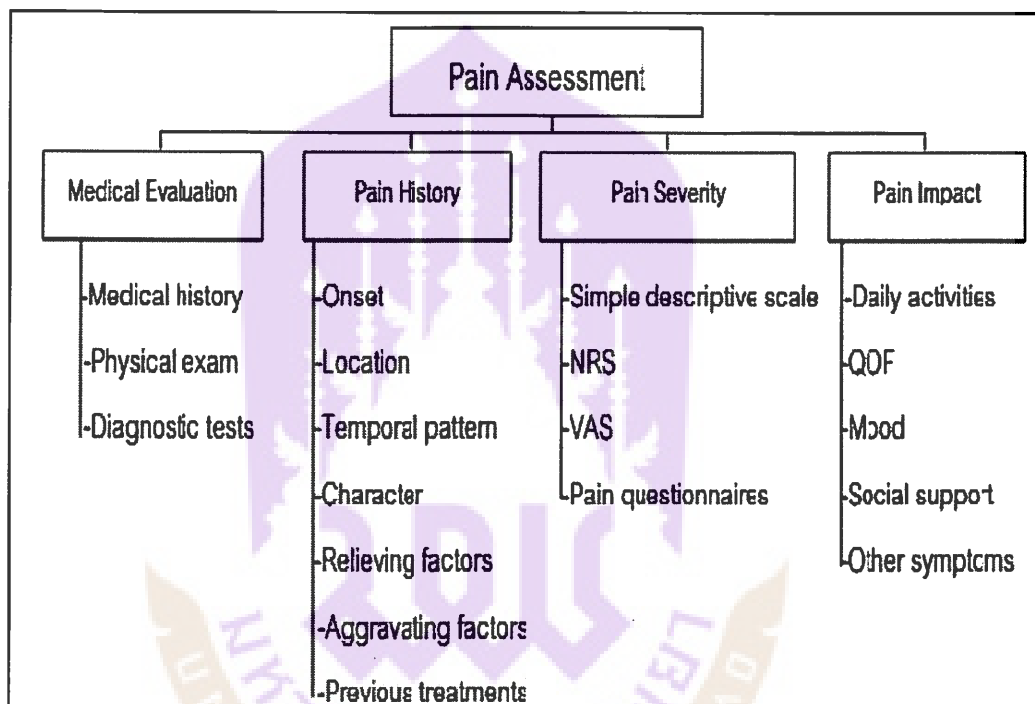 Pain Assessment
Medical Evaluation
-Medical history
-Physical exam
-Diagnostic tests
Pain History
-Onset
-Location
-Temporal pattern
-Character
-Relieving factors
-Aggravating factors
-Previous treatments
Pain Severity
-Simple descriptive scale
-NRS
-VAS
-Pain questionnaires
Pain Impact
-Daily activities
-QOF
-Mood
-Social support
-Other symptoms